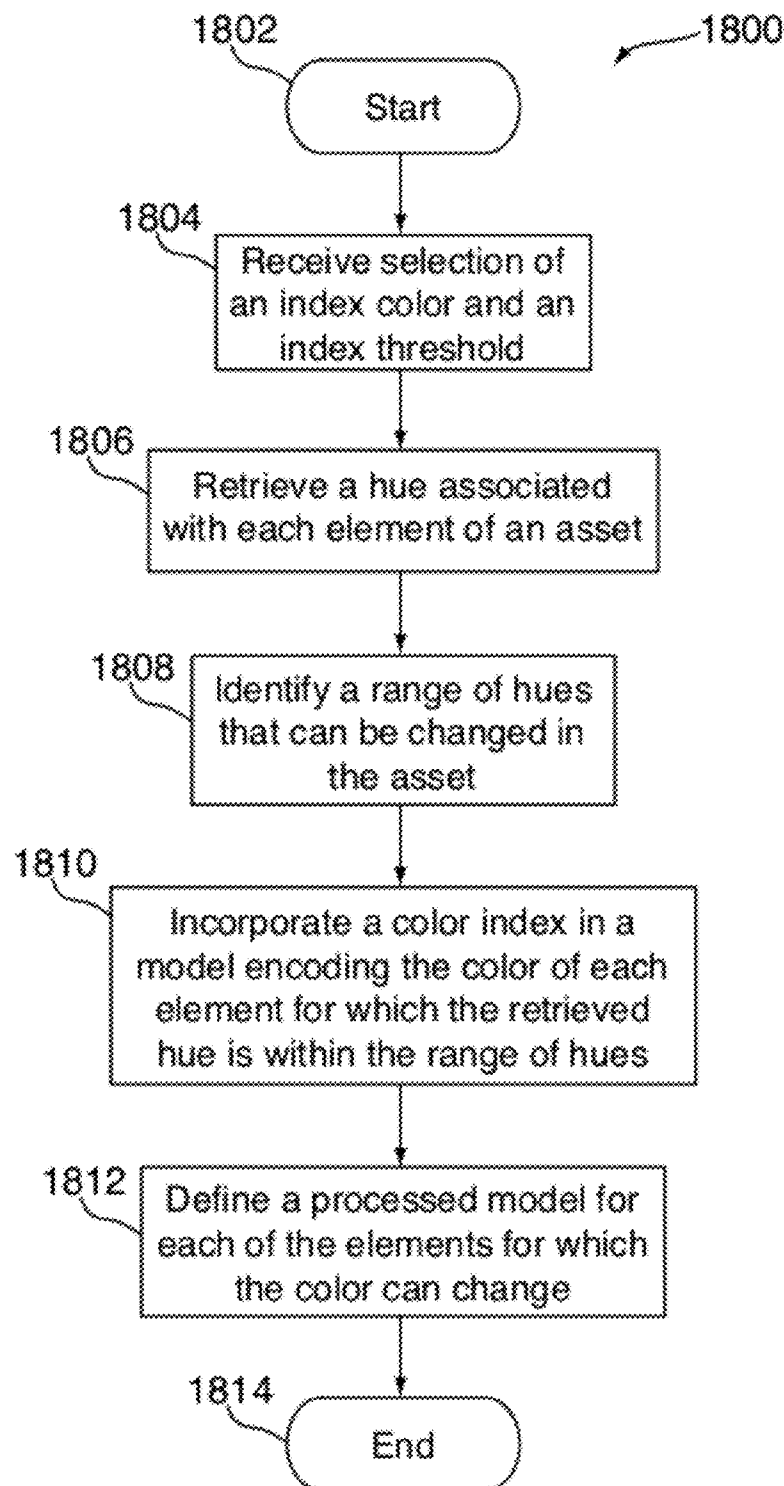 1802
1800
Start
1804
Receive selection of
an index color and an
index threshold
1806
Retrieve a hue associated
with each element of an asset
1808
Identify a range of hues
that can be changed in
the asset
1810
Incorporate a color index in a
model encoding the color of each
element for which the retrieved
hue is within the range of hues
1812
Define a processed model for
each of the elements for which
the color can change
1814
End